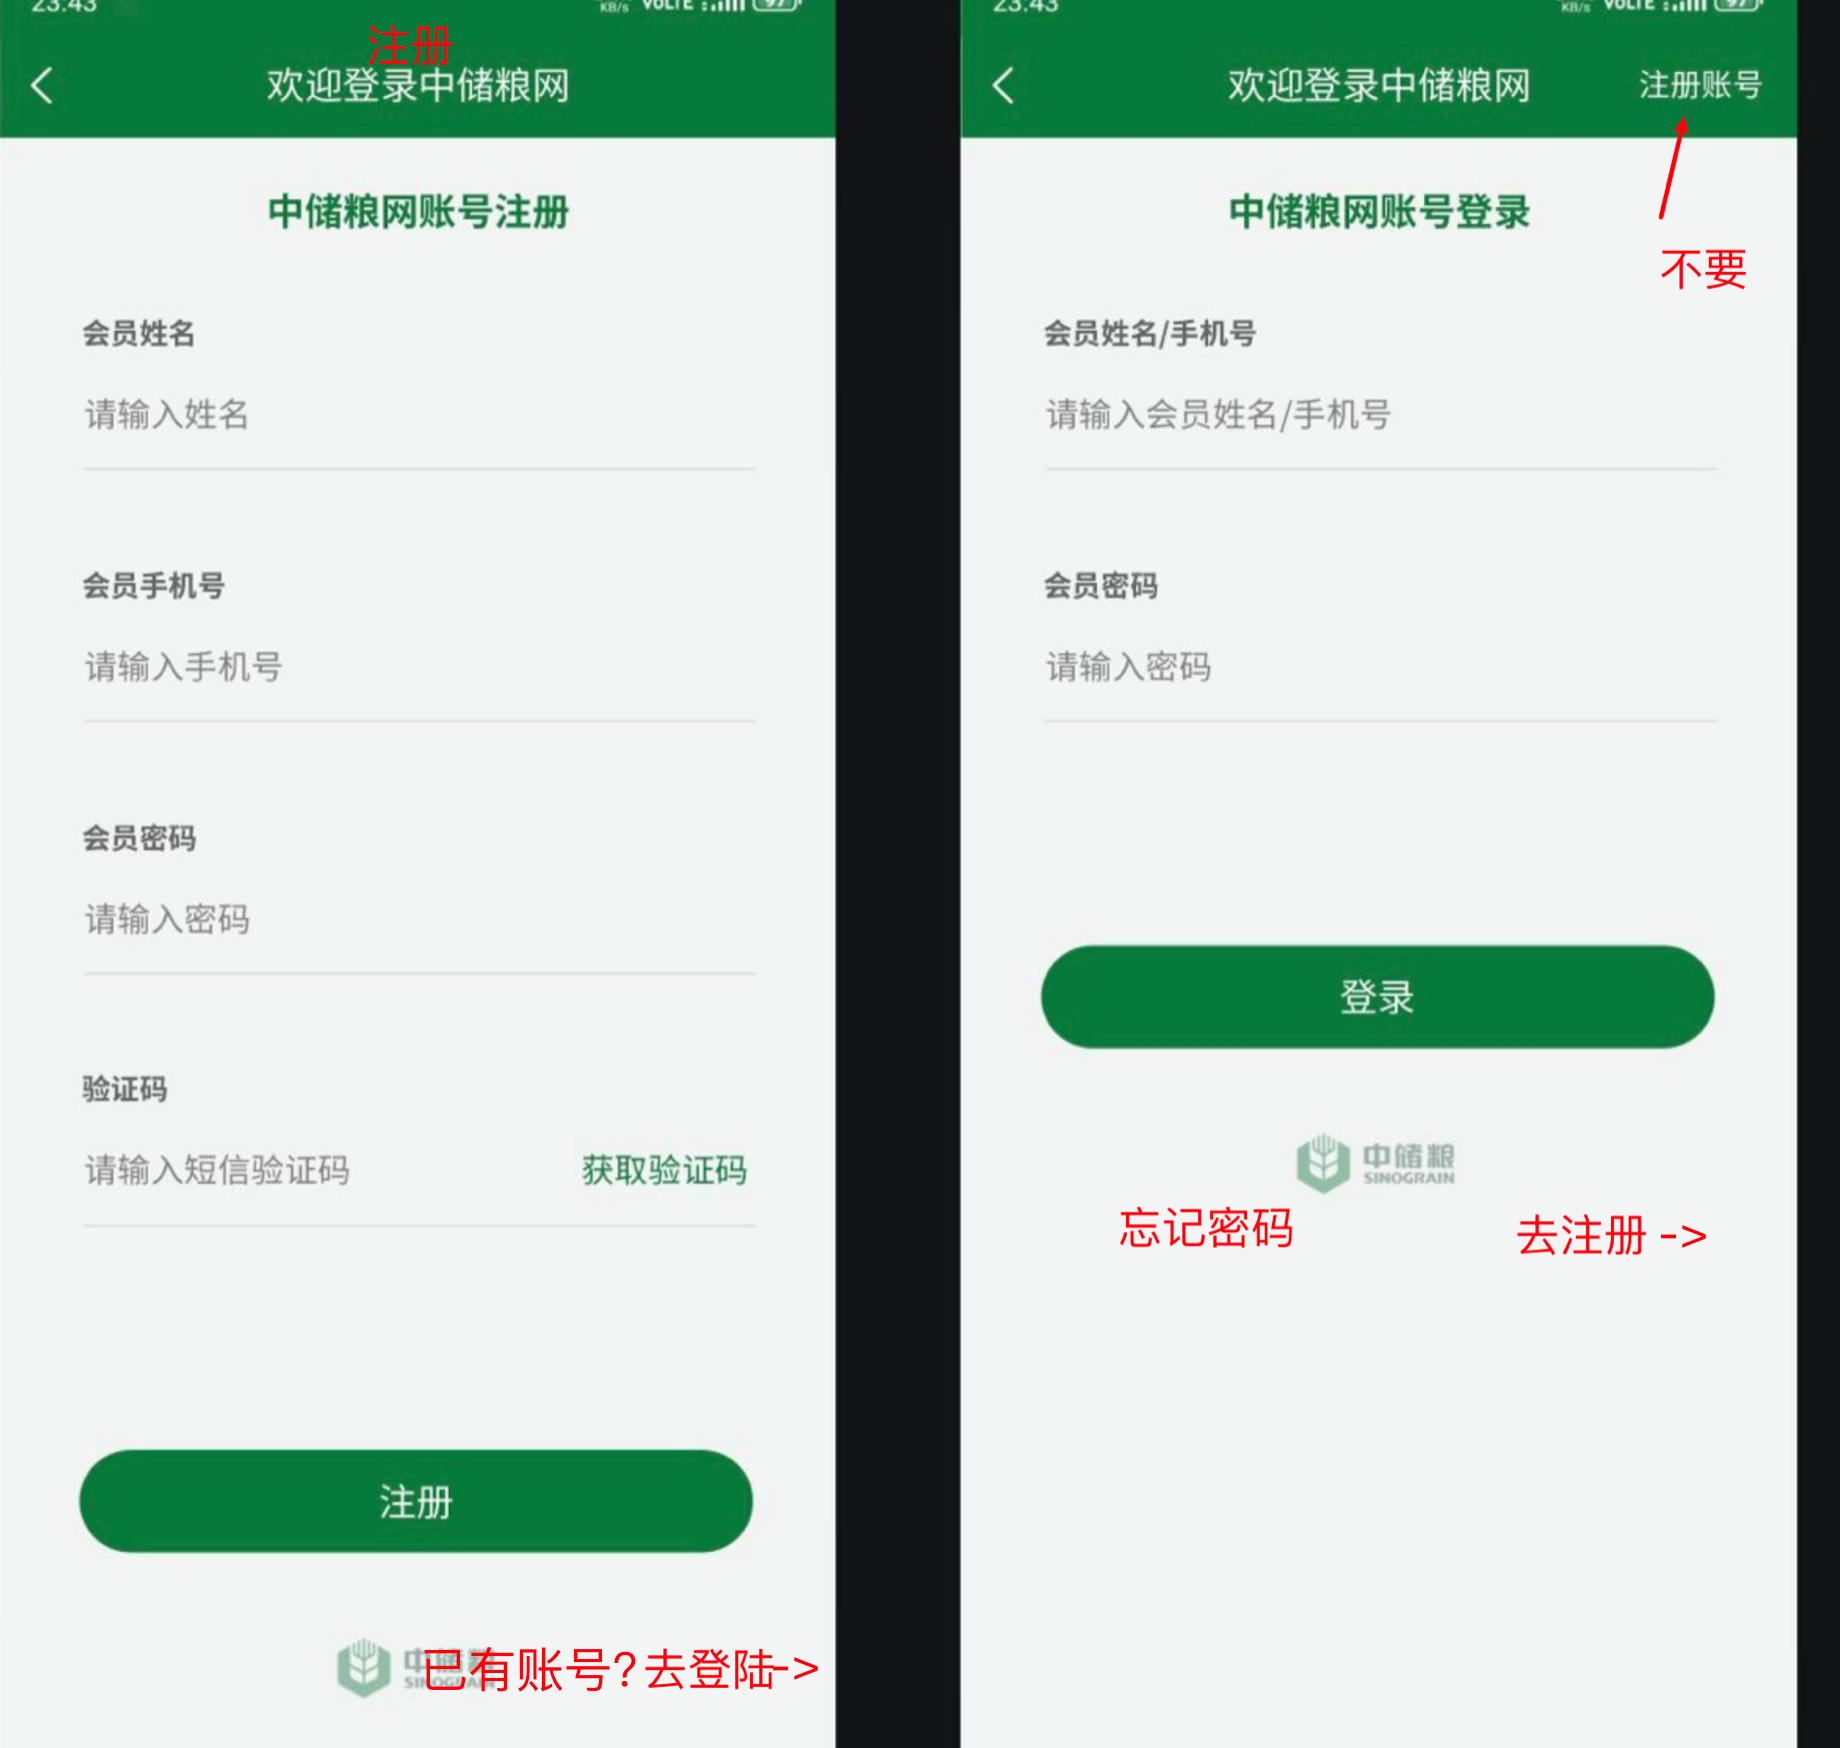 23:43
KB/s VoLTE 97
注册
欢迎登录中储粮网
中储粮网账号注册
会员姓名
请输入姓名
会员手机号
请输入手机号
会员密码
请输入密码
验证码
请输入短信验证码 获取验证码
注册
中储粮
SINOGRAIN
已有账号?去登陆->
23:43
KB/s VoLTE 97
欢迎登录中储粮网 注册账号
不要
中储粮网账号登录
会员姓名/手机号
请输入会员姓名/手机号
会员密码
请输入密码
登录
中储粮
SINOGRAIN
忘记密码 去注册 ->